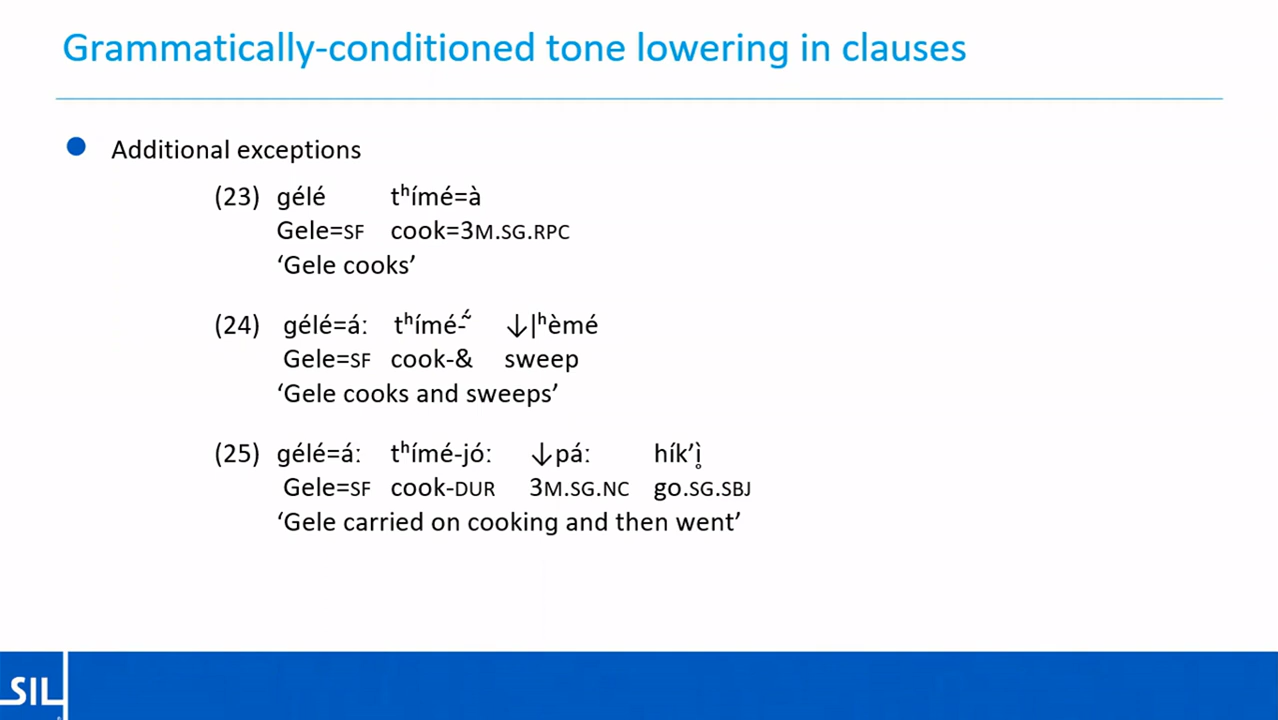 Grammatically-conditioned tone lowering in clauses
Additional exceptions
(23) gélé tʰímé=à
Gele=SF cook=3M.SG.RPC
‘Gele cooks’
(24) gélé=á: tʰímé-˜́ ↓|ʰèmé
Gele=SF cook-& sweep
‘Gele cooks and sweeps’
(25) gélé=á: tʰímé-jó: ↓pá: híkʼì̥
Gele=SF cook-DUR 3M.SG.NC go.SG.SBJ
‘Gele carried on cooking and then went’
SIL